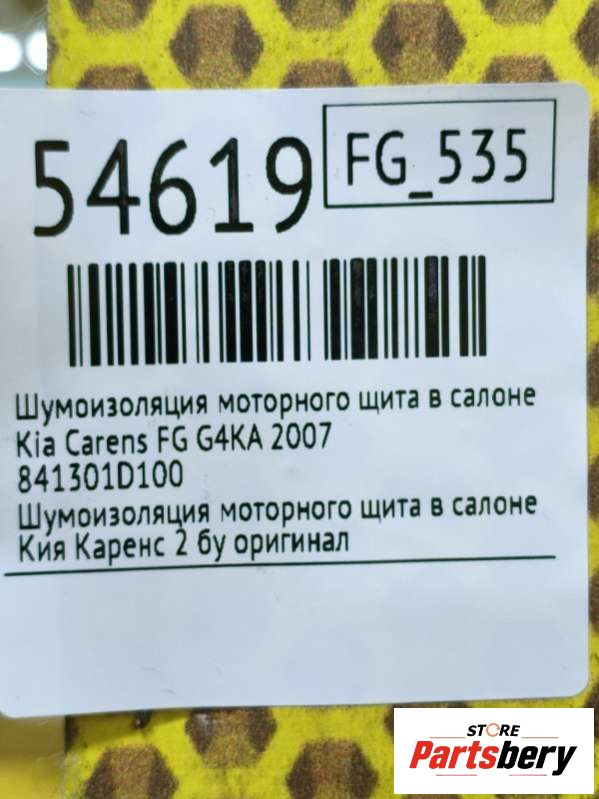 54619
FG_535
Шумоизоляция моторного щита в салоне
Kia Carens FG G4KA 2007
841301D100
Шумоизоляция моторного щита в салоне
Кия Каренс 2 бу оригинал
STORE
Partsbery